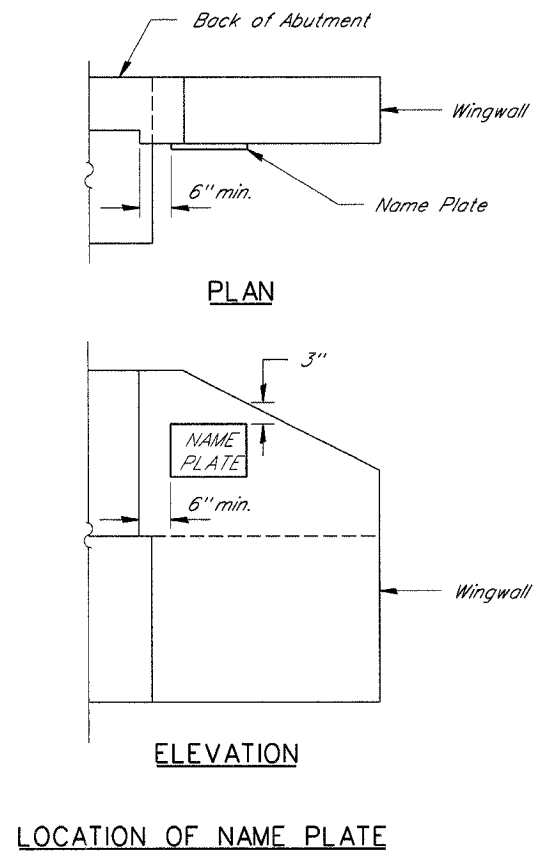 Back of Abutment
Wingwall
6" min.
Name Plate
PLAN
3"
NAME
PLATE
6" min.
Wingwall
ELEVATION
LOCATION OF NAME PLATE